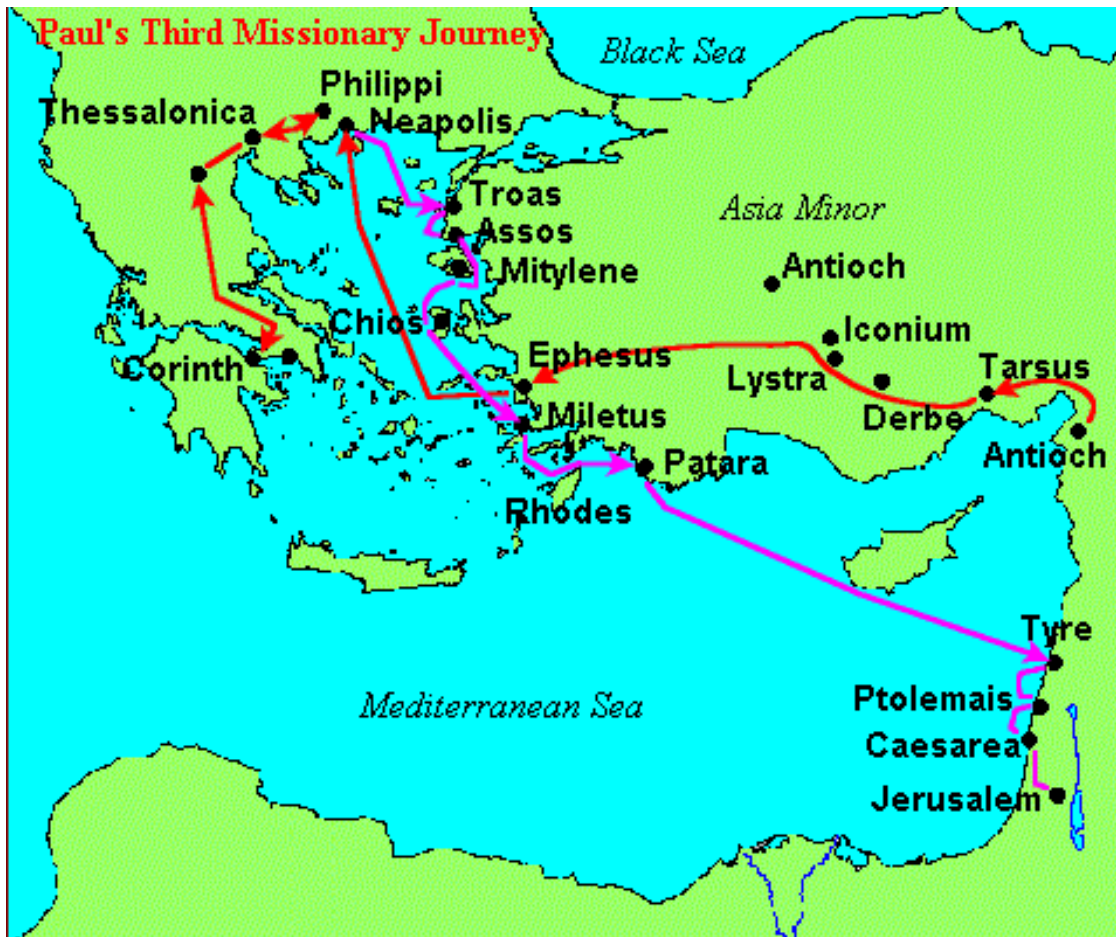 Paul's Third Missionary Journey
Black Sea
Philippi
Thessalonica
Neapolis
Troas
Asia Minor
Assos
Mitylene
Antioch
Chios
Iconium
Ephesus
Corinth
Lystra
Tarsus
Derbe
Miletus
Antioch
Patara
Rhodes
Tyre
Mediterranean Sea
Ptolemais
Caesarea
Jerusalem